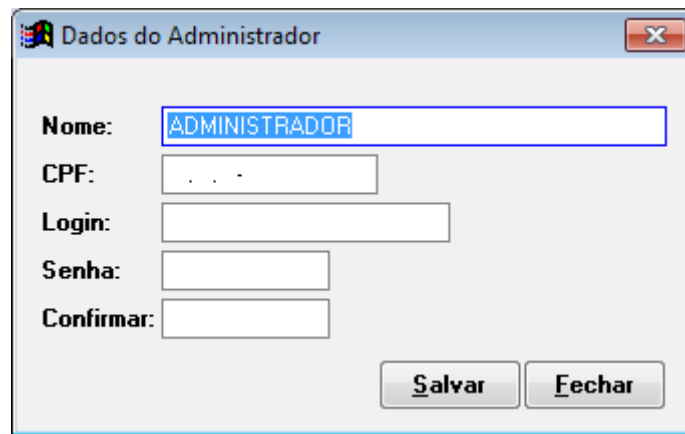 Dados do Administrador
Nome: ADMINISTRADOR
CPF: . . -
Login:
Senha:
Confirmar:
Salvar Fechar